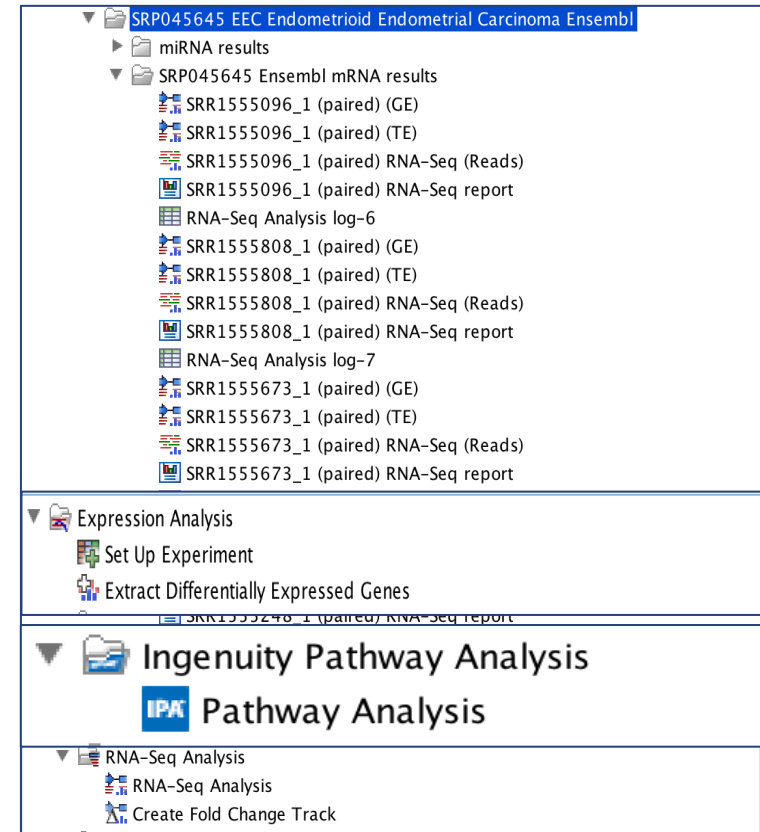 SRP045645 EEC Endometrioid Endometrial Carcinoma Ensembl
miRNA results
SRP045645 Ensembl mRNA results
SRR1555096_1 (paired) (GE)
SRR1555096_1 (paired) (TE)
SRR1555096_1 (paired) RNA-Seq (Reads)
SRR1555096_1 (paired) RNA-Seq report
RNA-Seq Analysis log-6
SRR1555808_1 (paired) (GE)
SRR1555808_1 (paired) (TE)
SRR1555808_1 (paired) RNA-Seq (Reads)
SRR1555808_1 (paired) RNA-Seq report
RNA-Seq Analysis log-7
SRR1555673_1 (paired) (GE)
SRR1555673_1 (paired) (TE)
SRR1555673_1 (paired) RNA-Seq (Reads)
SRR1555673_1 (paired) RNA-Seq report
Expression Analysis
Set Up Experiment
Extract Differentially Expressed Genes
SRR1555248_1 (paired) RNA-Seq report
Ingenuity Pathway Analysis
IPA Pathway Analysis
RNA-Seq Analysis
RNA-Seq Analysis
Create Fold Change Track